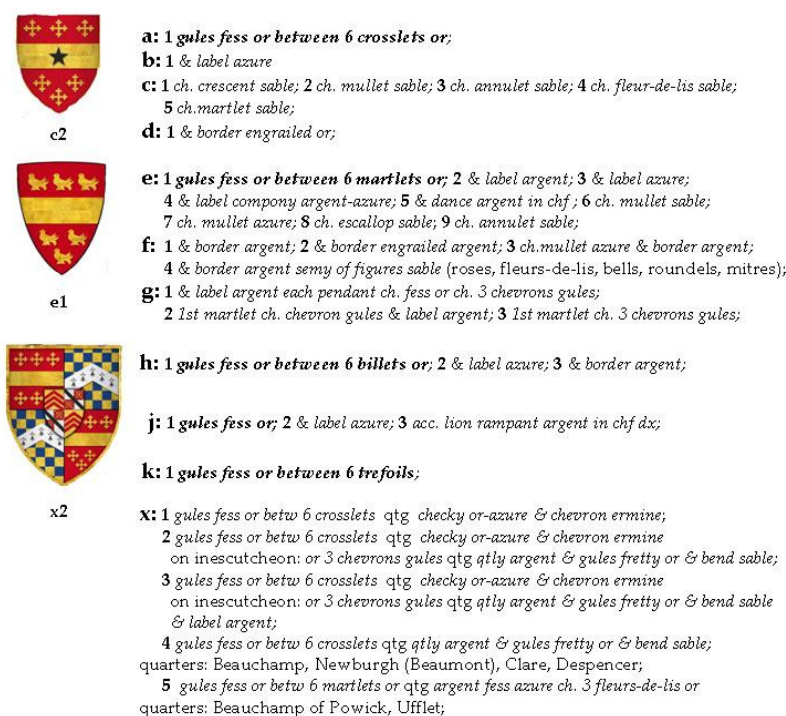 a: 1 gules fess or between 6 crosslets or;
b: 1 & label azure
c: 1 ch. crescent sable; 2 ch. mullet sable; 3 ch. annulet sable; 4 ch. fleur-de-lis sable;
5 ch.martlet sable;
d: 1 & border engrailed or;
c2
e: 1 gules fess or between 6 martlets or; 2 & label argent; 3 & label azure;
4 & label compony argent-azure; 5 & dance argent in chf ; 6 ch. mullet sable;
7 ch. mullet azure; 8 ch. escallop sable; 9 ch. annulet sable;
f: 1 & border argent; 2 & border engrailed argent; 3 ch.mullet azure & border argent;
4 & border argent semy of figures sable (roses, fleurs-de-lis, bells, roundels, mitres);
g: 1 & label argent each pendant ch. fess or ch. 3 chevrons gules;
2 1st martlet ch. chevron gules & label argent; 3 1st martlet ch. 3 chevrons gules;
e1
h: 1 gules fess or between 6 billets or; 2 & label azure; 3 & border argent;
j: 1 gules fess or; 2 & label azure; 3 acc. lion rampant argent in chf dx;
k: 1 gules fess or between 6 trefoils;
x2
x: 1 gules fess or betw 6 crosslets qtg checky or-azure & chevron ermine;
2 gules fess or betw 6 crosslets qtg checky or-azure & chevron ermine
on inescutcheon: or 3 chevrons gules qtg qtly argent & gules fretty or & bend sable;
3 gules fess or betw 6 crosslets qtg checky or-azure & chevron ermine
on inescutcheon: or 3 chevrons gules qtg qtly argent & gules fretty or & bend sable
& label argent;
4 gules fess or betw 6 crosslets qtg qtly argent & gules fretty or & bend sable;
quarters: Beauchamp, Newburgh (Beaumont), Clare, Despencer;
5 gules fess or betw 6 martlets or qtg argent fess azure ch. 3 fleurs-de-lis or
quarters: Beauchamp of Powick, Ufflet;